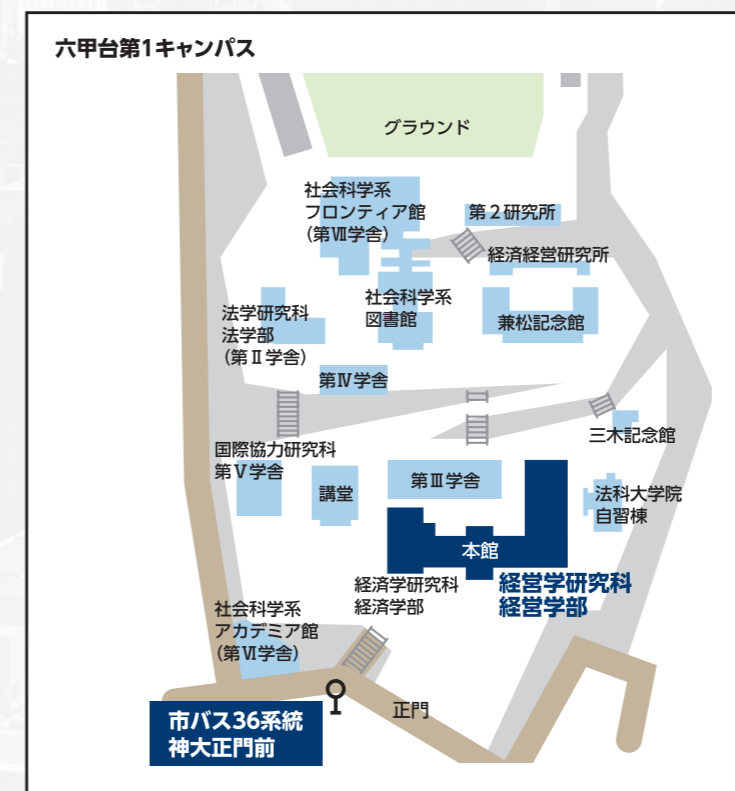 六甲台第1キャンパス
グラウンド
社会科学系
フロンティア館
(第Ⅶ学舎)
第2研究所
経済経営研究所
社会科学系
図書館
兼松記念館
法学研究科
法学部
(第Ⅱ学舎)
第Ⅳ学舎
三木記念館
国際協力研究科
第Ⅴ学舎
講堂
第Ⅲ学舎
法科大学院
自習棟
本館
経済学研究科
経済学部
経営学研究科
経営学部
社会科学系
アカデミア館
(第Ⅵ学舎)
正門
市バス36系統
神大正門前